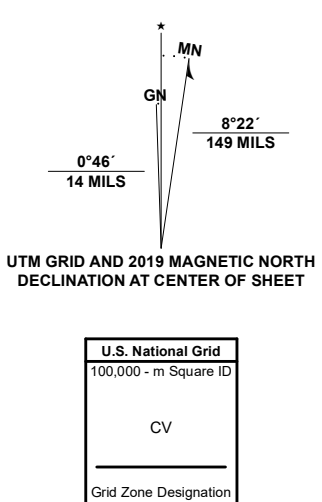 ★
MN
GN
8°22´
149 MILS
0°46´
14 MILS
UTM GRID AND 2019 MAGNETIC NORTH
DECLINATION AT CENTER OF SHEET
U.S. National Grid
100,000 - m Square ID
CV
Grid Zone Designation